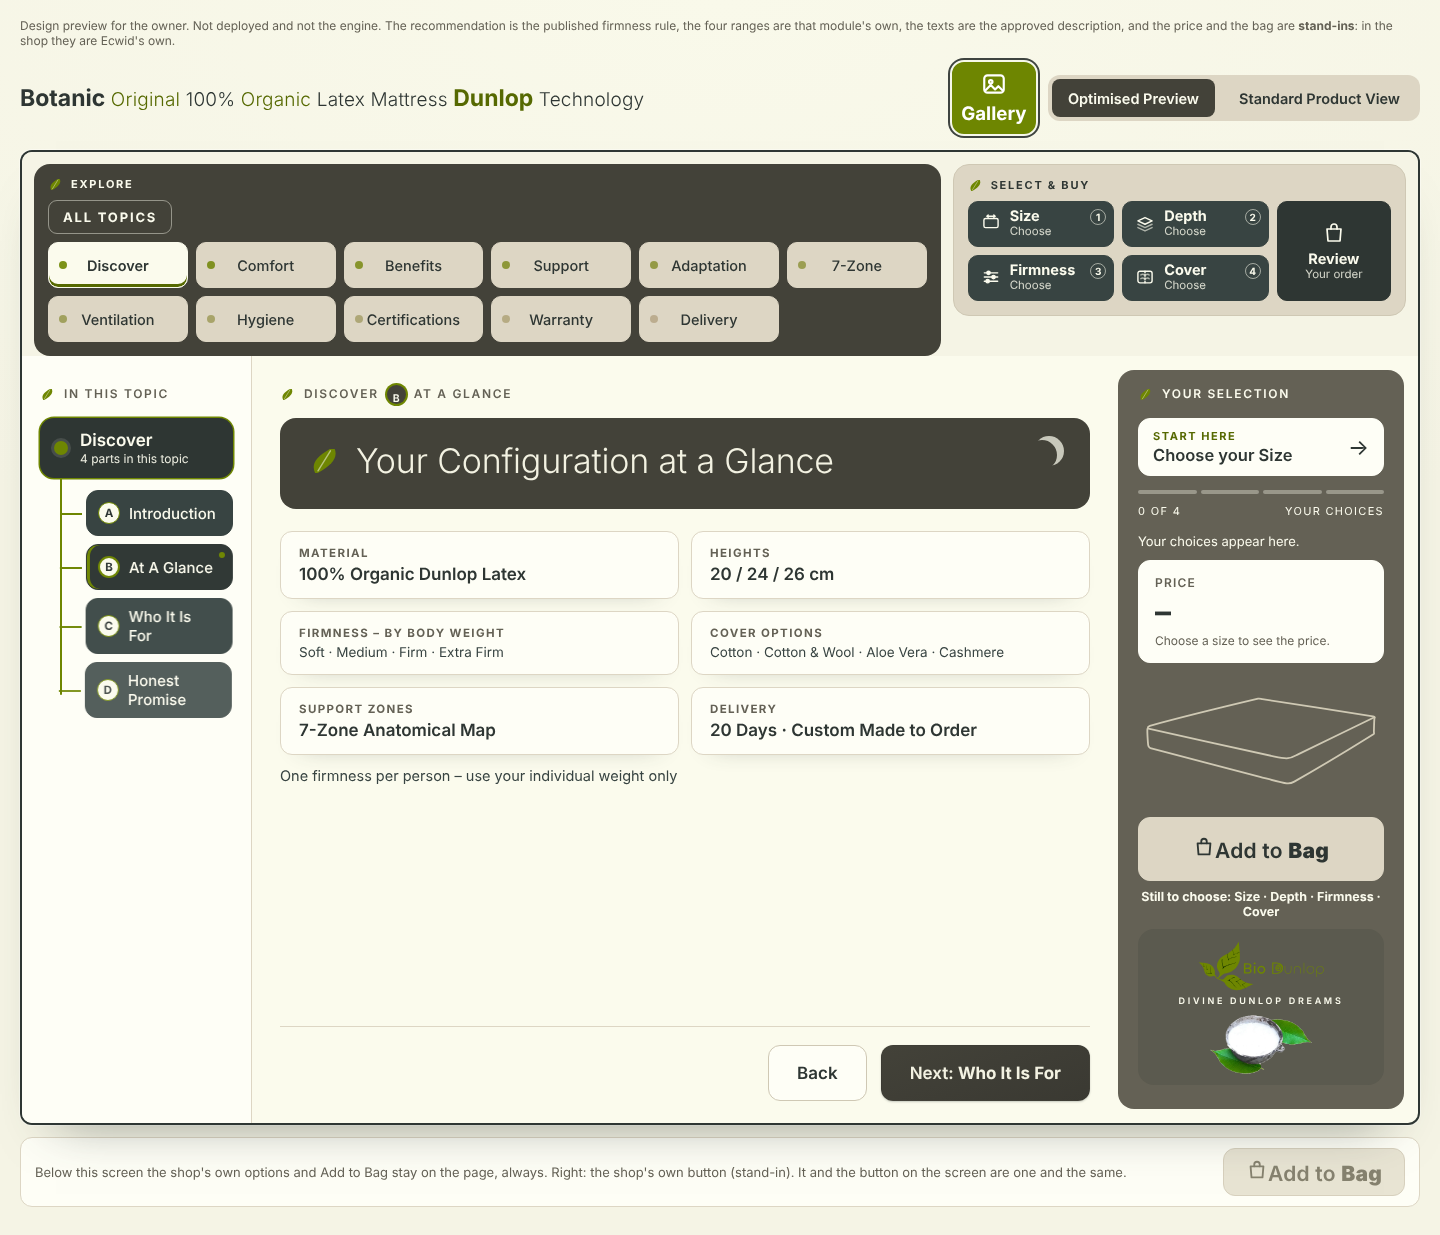 Design preview for the owner. Not deployed and not the engine. The recommendation is the published firmness rule, the four ranges are that module's own, the texts are the approved description, and the price and the bag are stand-ins: in the
shop they are Ecwid's own.
Botanic Original 100% Organic Latex Mattress Dunlop Technology
Gallery
Optimised Preview
Standard Product View
EXPLORE
ALL TOPICS
Discover
Comfort
Benefits
Support
Adaptation
7-Zone
Ventilation
Hygiene
Certifications
Warranty
Delivery
SELECT & BUY
Size
Choose
1
Depth
Choose
2
Firmness
Choose
3
Cover
Choose
4
Review
Your order
IN THIS TOPIC
Discover
4 parts in this topic
A Introduction
B At A Glance
C Who It Is
For
D Honest
Promise
DISCOVER B AT A GLANCE
Your Configuration at a Glance
MATERIAL
100% Organic Dunlop Latex
HEIGHTS
20 / 24 / 26 cm
FIRMNESS – BY BODY WEIGHT
Soft · Medium · Firm · Extra Firm
COVER OPTIONS
Cotton · Cotton & Wool · Aloe Vera · Cashmere
SUPPORT ZONES
7-Zone Anatomical Map
DELIVERY
20 Days · Custom Made to Order
One firmness per person – use your individual weight only
Back
Next: Who It Is For
YOUR SELECTION
START HERE
Choose your Size
0 OF 4
YOUR CHOICES
Your choices appear here.
PRICE
–
Choose a size to see the price.
Add to Bag
Still to choose: Size · Depth · Firmness ·
Cover
Bio Dunlop
DIVINE DUNLOP DREAMS
Below this screen the shop's own options and Add to Bag stay on the page, always. Right: the shop's own button (stand-in). It and the button on the screen are one and the same.
Add to Bag